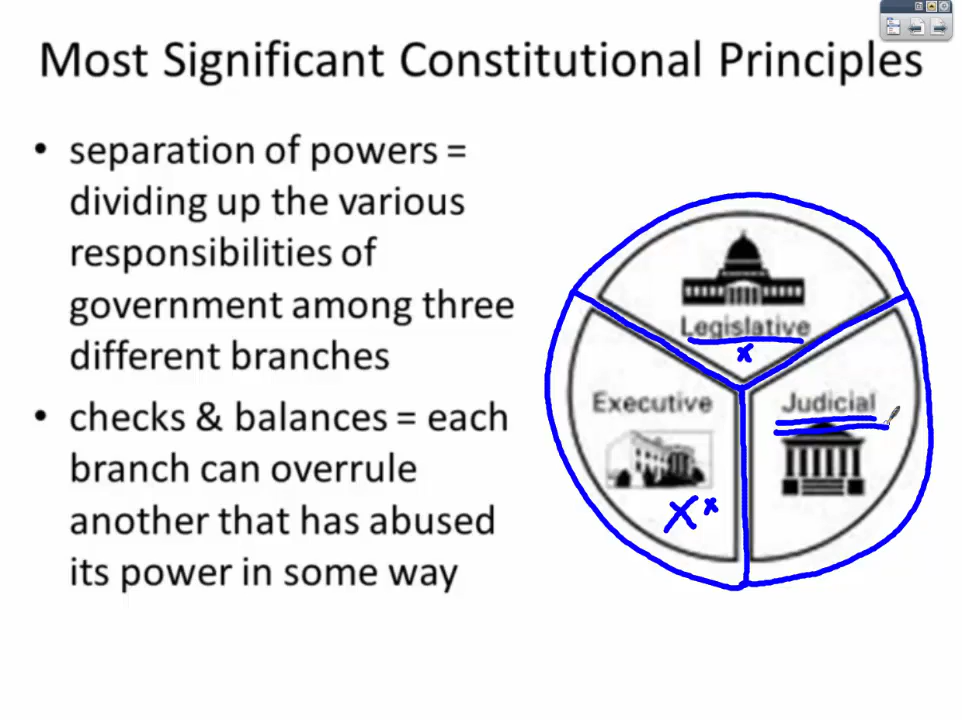 Most Significant Constitutional Principles
• separation of powers =
dividing up the various
responsibilities of
government among three
different branches
• checks & balances = each
branch can overrule
another that has abused
its power in some way
Legislative
x
Executive
Judicial
X x